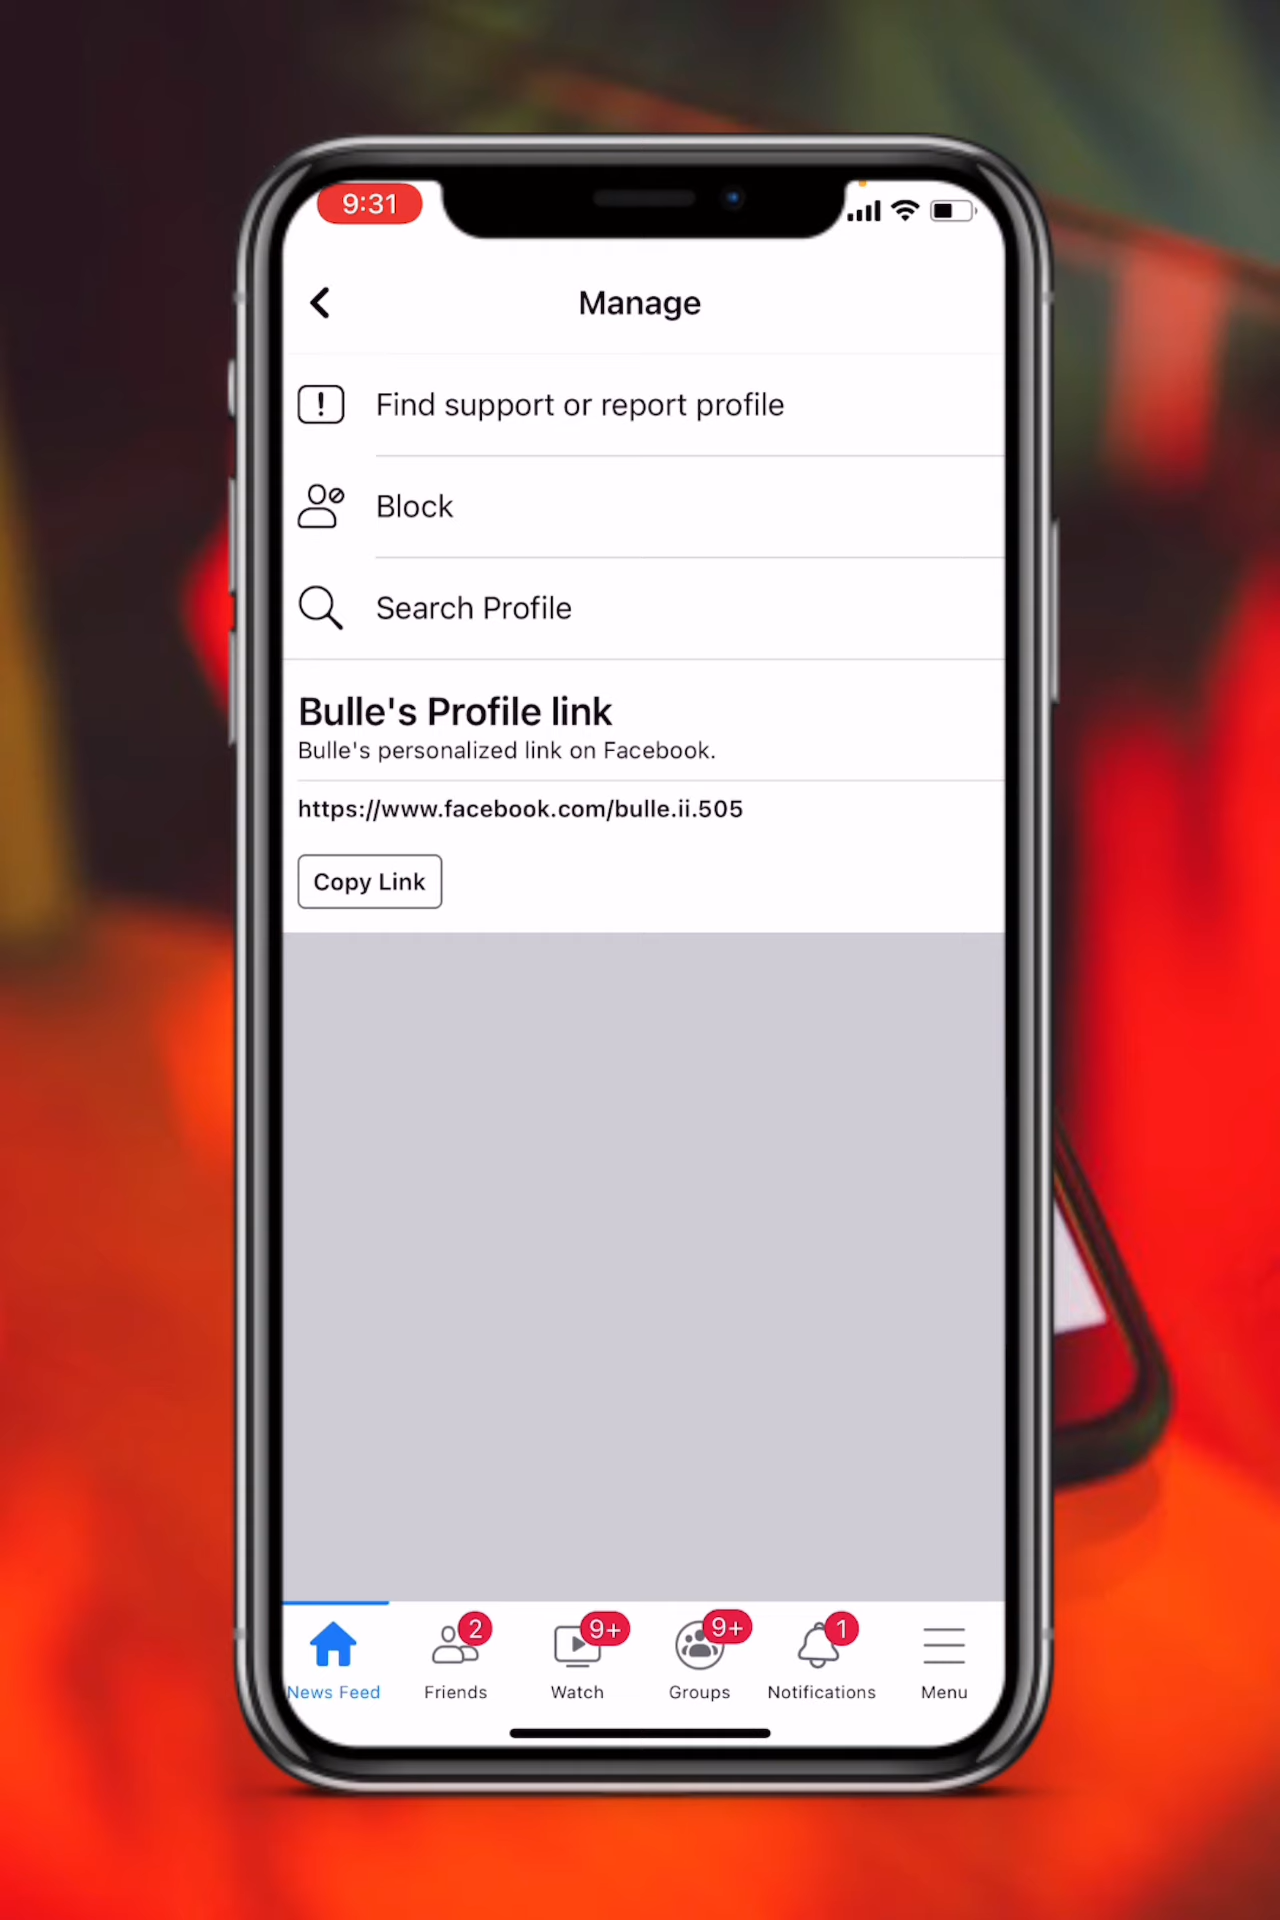 9:31
Manage
Find support or report profile
Block
Search Profile
Bulle's Profile link
Bulle's personalized link on Facebook.
https://www.facebook.com/bulle.ii.505
Copy Link
2
9+
9+
1
News Feed
Friends
Watch
Groups
Notifications
Menu